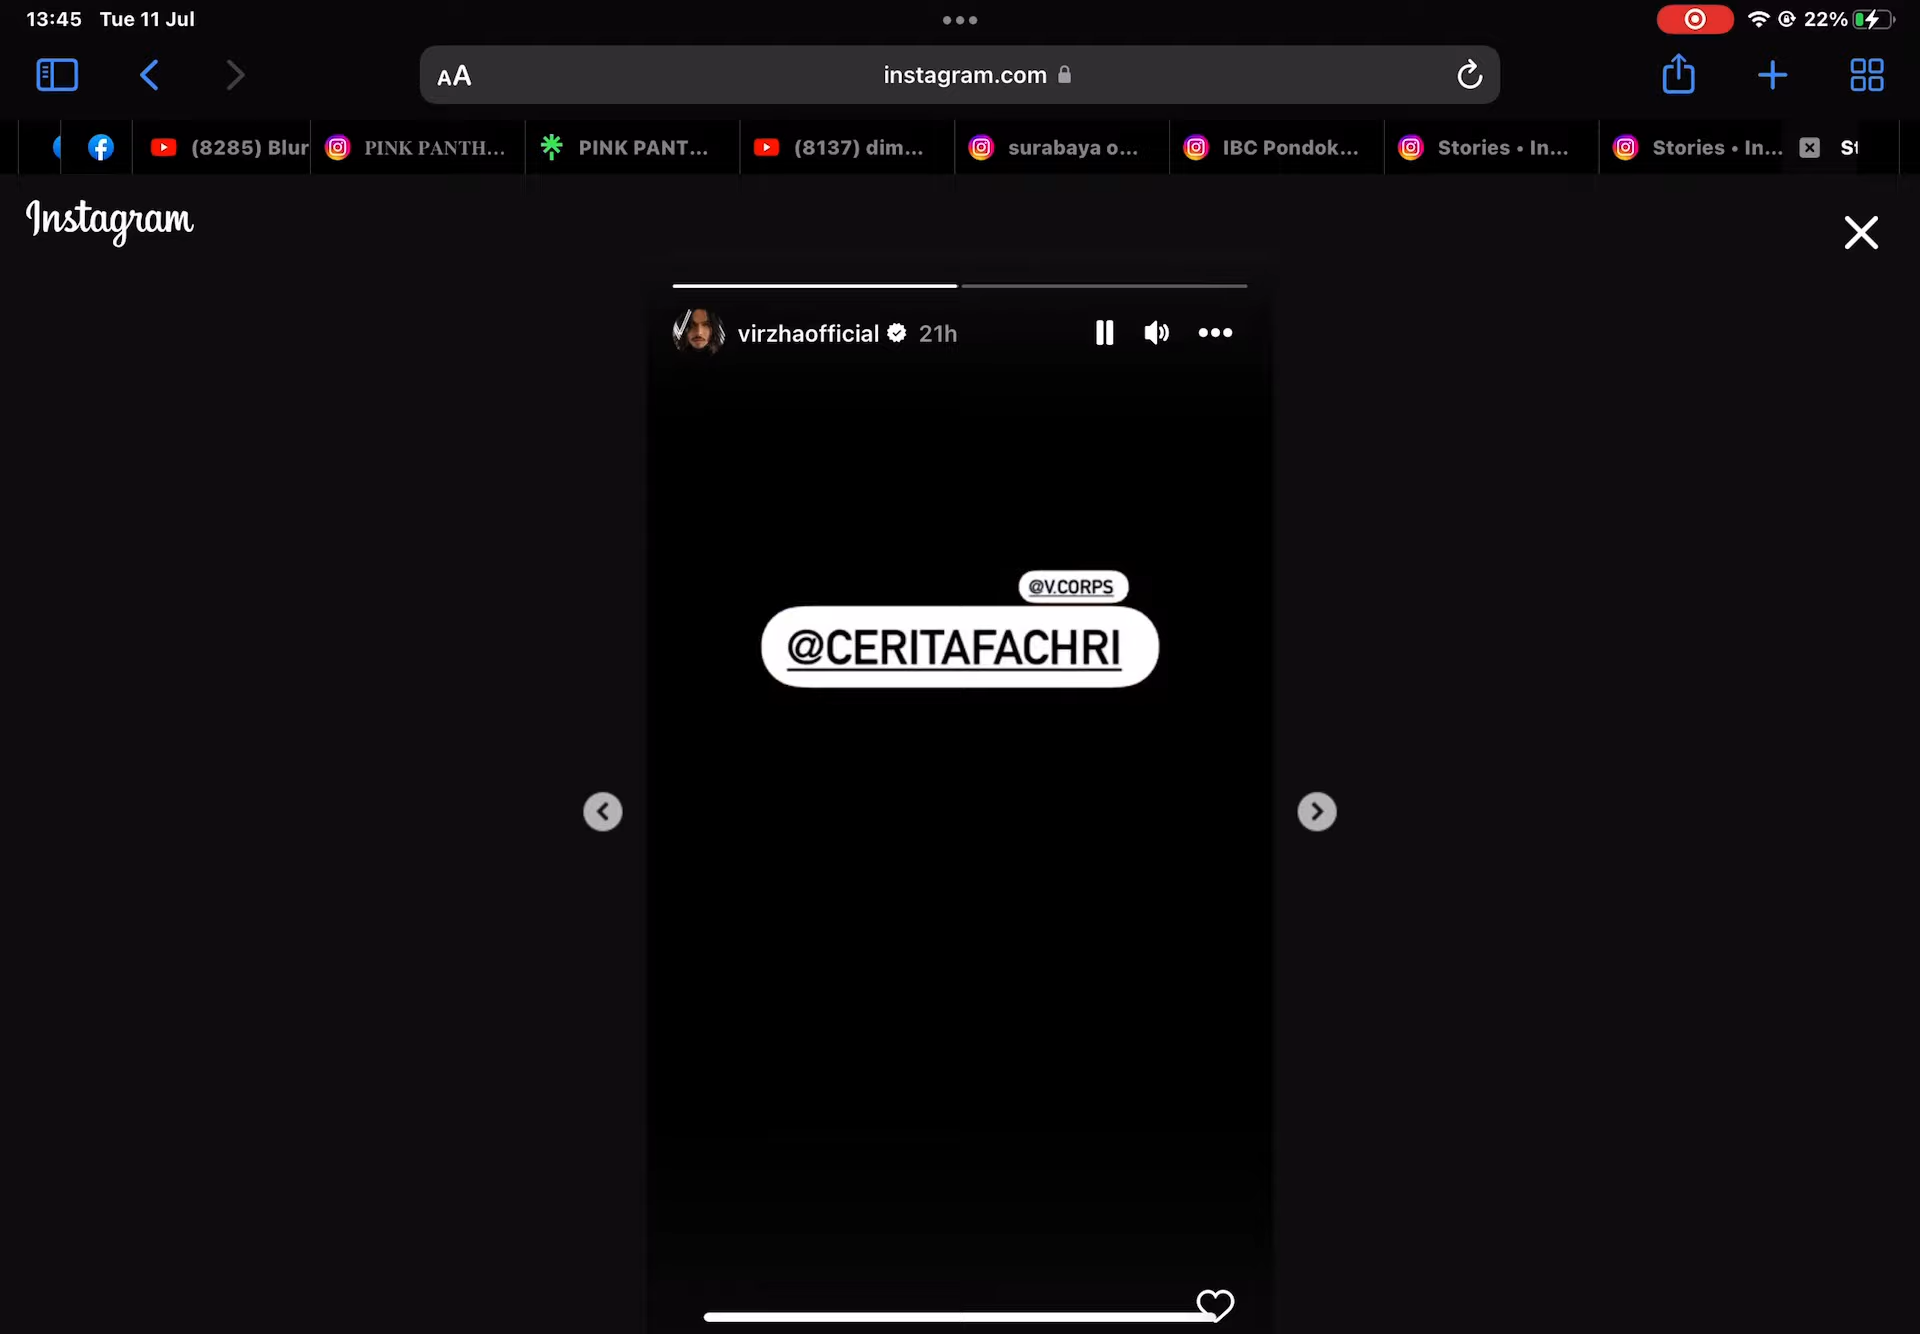 13:45 Tue 11 Jul
22%
AA instagram.com
(8285) Blur
PINK PANTH...
PINK PANT...
(8137) dim...
surabaya o...
IBC Pondok...
Stories • In...
Stories • In...
St
Instagram
virzhaofficial 21h
@V.CORPS
@CERITAFACHRI